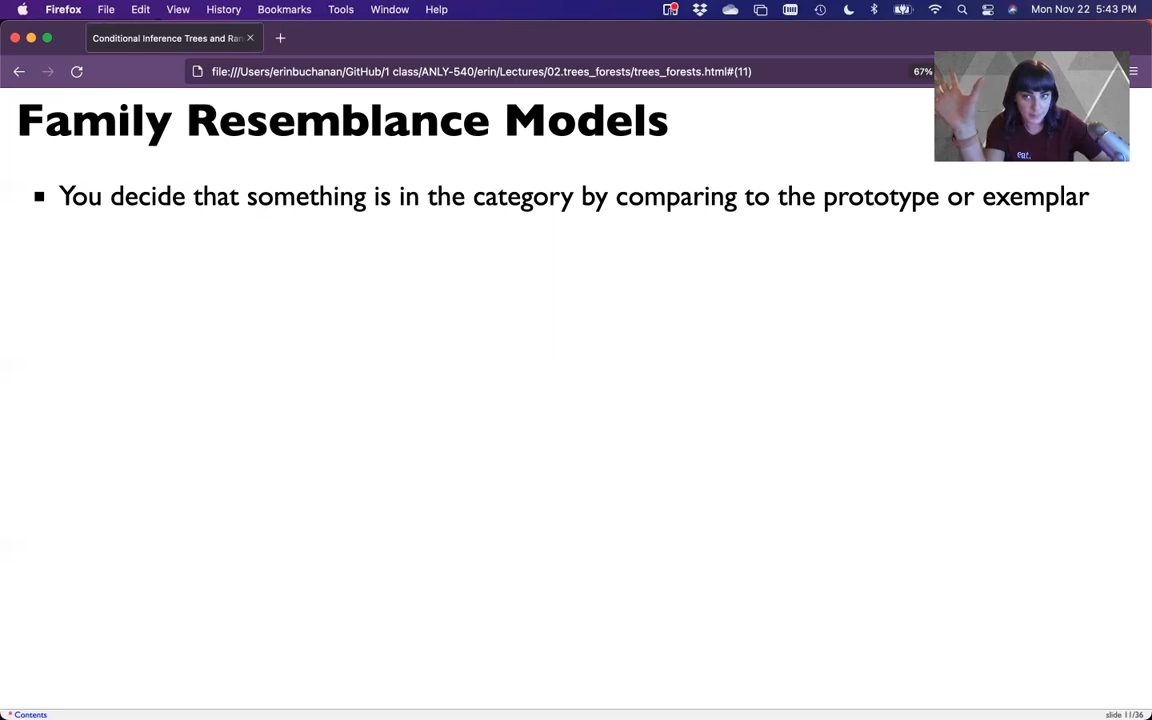 Firefox File Edit View History Bookmarks Tools Window Help Mon Nov 22 5:43 PM
Conditional Inference Trees and Ran
file:///Users/erinbuchanan/GitHub/1 class/ANLY-540/erin/Lectures/02.trees_forests/trees_forests.html#(11) 67%
Family Resemblance Models
eat.
▪ You decide that something is in the category by comparing to the prototype or exemplar
* Contents slide 11/36